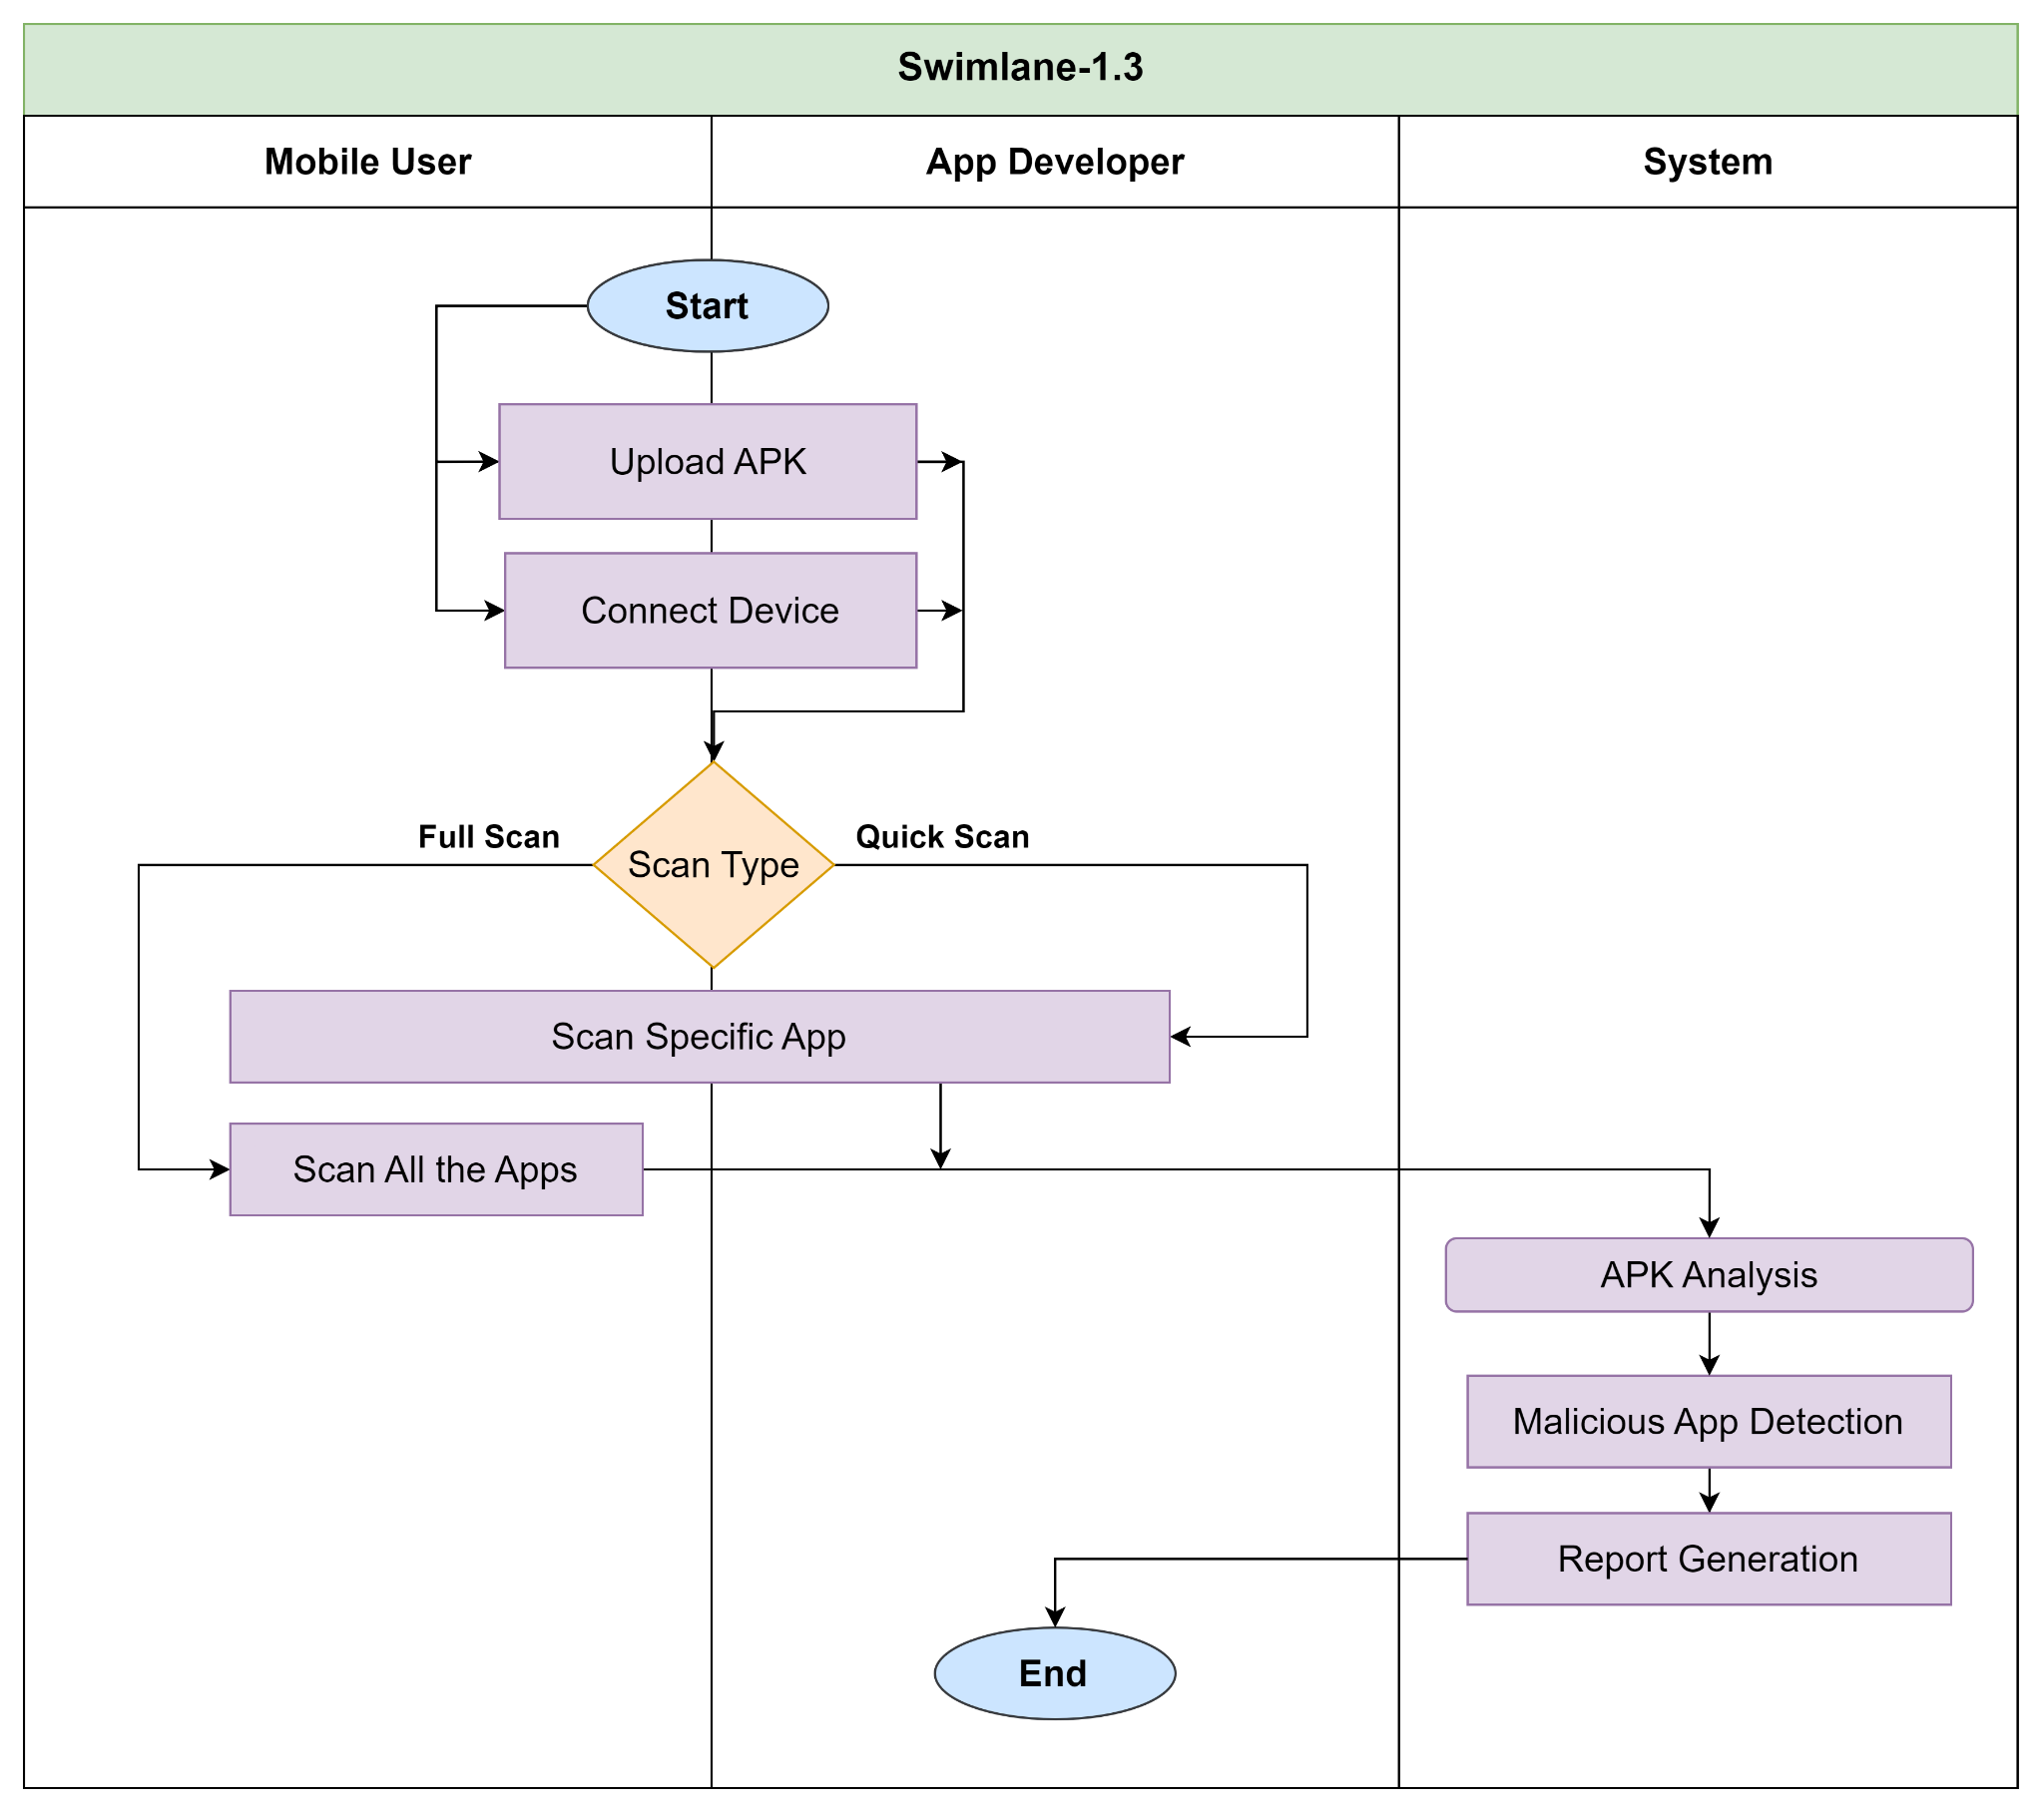 Swimlane-1.3
Mobile User
App Developer
System
Start
Upload APK
Connect Device
Full Scan
Quick Scan
Scan Type
Scan Specific App
Scan All the Apps
APK Analysis
Malicious App Detection
Report Generation
End